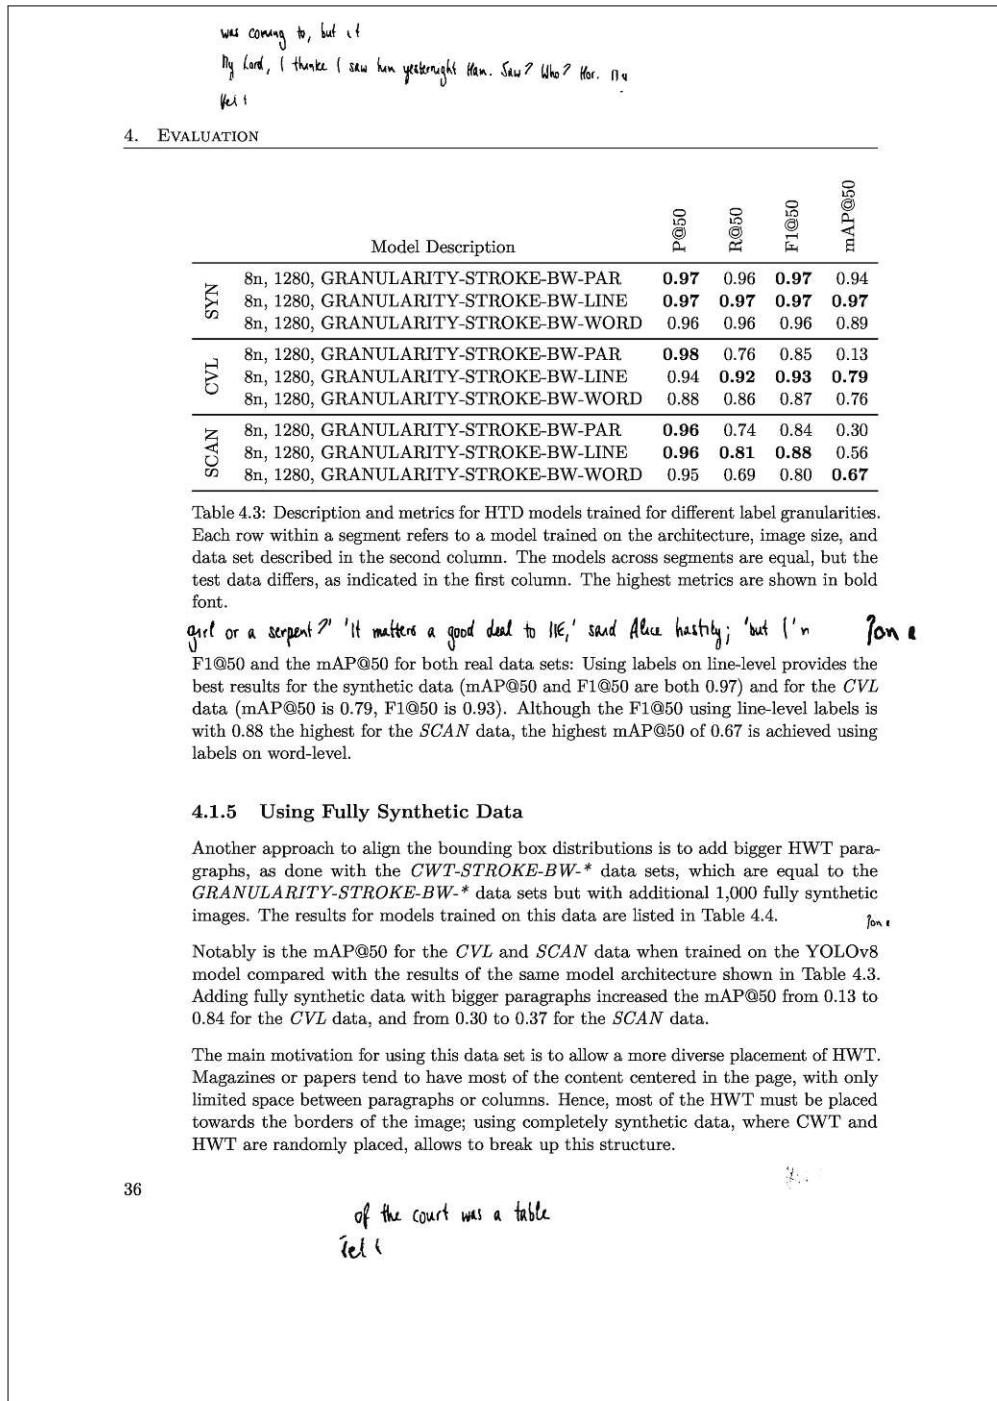 was coming to, but it
My Lord, I thinke I saw him yesternight Ham. Saw? Who? Hor. My
4. EVALUATION
Model Description P@50 R@50 F1@50 mAP@50
SYN
8n, 1280, GRANULARITY-STROKE-BW-PAR 0.97 0.96 0.97 0.94
8n, 1280, GRANULARITY-STROKE-BW-LINE 0.97 0.97 0.97 0.97
8n, 1280, GRANULARITY-STROKE-BW-WORD 0.96 0.96 0.96 0.89
CVL
8n, 1280, GRANULARITY-STROKE-BW-PAR 0.98 0.76 0.85 0.13
8n, 1280, GRANULARITY-STROKE-BW-LINE 0.94 0.92 0.93 0.79
8n, 1280, GRANULARITY-STROKE-BW-WORD 0.88 0.86 0.87 0.76
SCAN
8n, 1280, GRANULARITY-STROKE-BW-PAR 0.96 0.74 0.84 0.30
8n, 1280, GRANULARITY-STROKE-BW-LINE 0.96 0.81 0.88 0.56
8n, 1280, GRANULARITY-STROKE-BW-WORD 0.95 0.69 0.80 0.67
Table 4.3: Description and metrics for HTD models trained for different label granularities.
Each row within a segment refers to a model trained on the architecture, image size, and
data set described in the second column. The models across segments are equal, but the
test data differs, as indicated in the first column. The highest metrics are shown in bold
font.
girl or a serpent?' 'It matters a good deal to ME,' said Alice hastily; 'but I'm
F1@50 and the mAP@50 for both real data sets: Using labels on line-level provides the
best results for the synthetic data (mAP@50 and F1@50 are both 0.97) and for the CVL
data (mAP@50 is 0.79, F1@50 is 0.93). Although the F1@50 using line-level labels is
with 0.88 the highest for the SCAN data, the highest mAP@50 of 0.67 is achieved using
labels on word-level.
4.1.5 Using Fully Synthetic Data
Another approach to align the bounding box distributions is to add bigger HWT para-
graphs, as done with the CWT-STROKE-BW-* data sets, which are equal to the
GRANULARITY-STROKE-BW-* data sets but with additional 1,000 fully synthetic
images. The results for models trained on this data are listed in Table 4.4.
Notably is the mAP@50 for the CVL and SCAN data when trained on the YOLOv8
model compared with the results of the same model architecture shown in Table 4.3.
Adding fully synthetic data with bigger paragraphs increased the mAP@50 from 0.13 to
0.84 for the CVL data, and from 0.30 to 0.37 for the SCAN data.
The main motivation for using this data set is to allow a more diverse placement of HWT.
Magazines or papers tend to have most of the content centered in the page, with only
limited space between paragraphs or columns. Hence, most of the HWT must be placed
towards the borders of the image; using completely synthetic data, where CWT and
HWT are randomly placed, allows to break up this structure.
36
of the court was a table